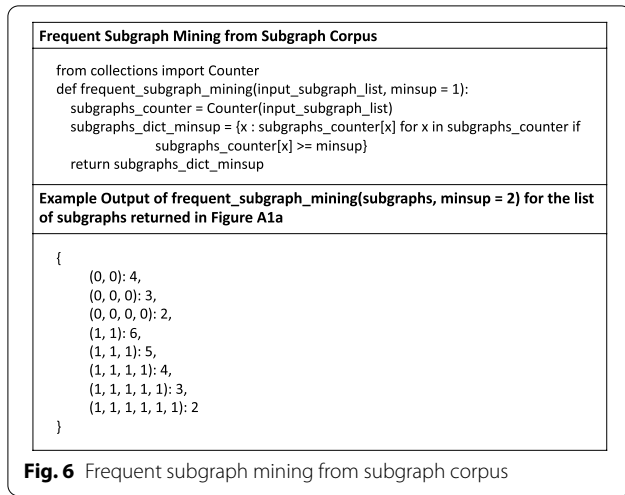 Frequent Subgraph Mining from Subgraph Corpus
from collections import Counter
def frequent_subgraph_mining(input_subgraph_list, minsup = 1):
subgraphs_counter = Counter(input_subgraph_list)
subgraphs_dict_minsup = {x : subgraphs_counter[x] for x in subgraphs_counter if
subgraphs_counter[x] >= minsup}
return subgraphs_dict_minsup
Example Output of frequent_subgraph_mining(subgraphs, minsup = 2) for the list
of subgraphs returned in Figure A1a
{
(0, 0): 4,
(0, 0, 0): 3,
(0, 0, 0, 0): 2,
(1, 1): 6,
(1, 1, 1): 5,
(1, 1, 1, 1): 4,
(1, 1, 1, 1, 1): 3,
(1, 1, 1, 1, 1, 1): 2
}
Fig. 6 Frequent subgraph mining from subgraph corpus